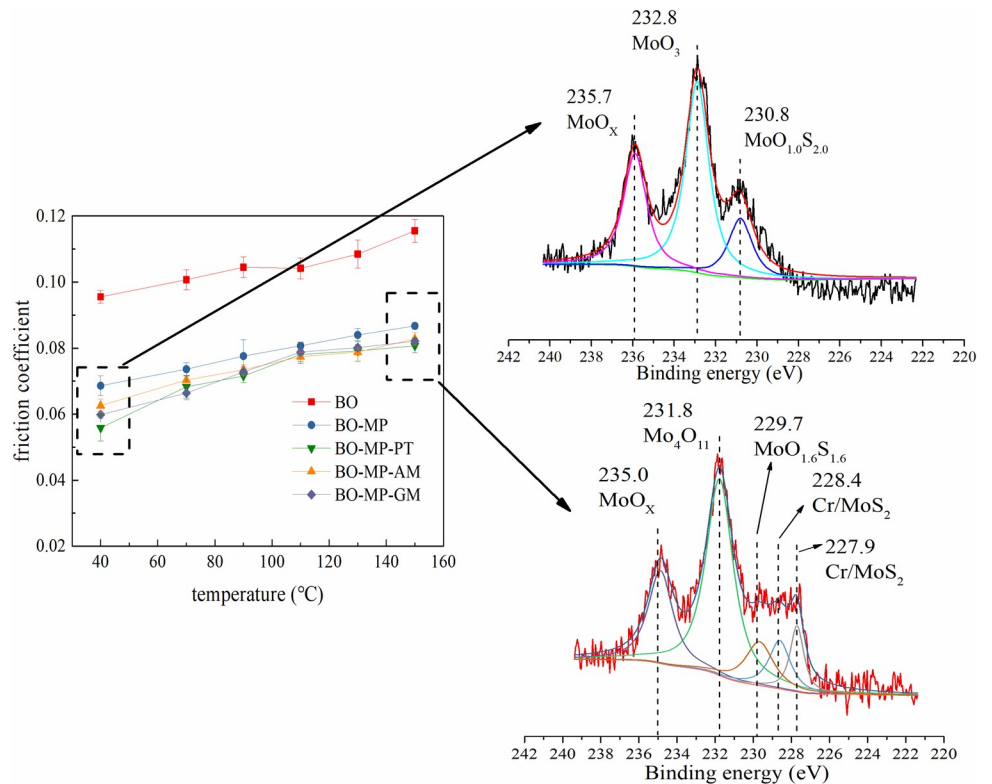 232.8
MoO3
235.7
MoOX
230.8
MoO1.0S2.0
242 240 238 236 234 232 230 228 226 224 222 220
Binding energy (eV)
0.12
0.10
0.08
0.06
0.04
0.02
friction coefficient
BO
BO-MP
BO-MP-PT
BO-MP-AM
BO-MP-GM
40 60 80 100 120 140 160
temperature (℃)
231.8
Mo4O11
229.7
MoO1.6S1.6
228.4
Cr/MoS2
227.9
Cr/MoS2
235.0
MoOX
242 240 238 236 234 232 230 228 226 224 222 220
Binding energy (eV)